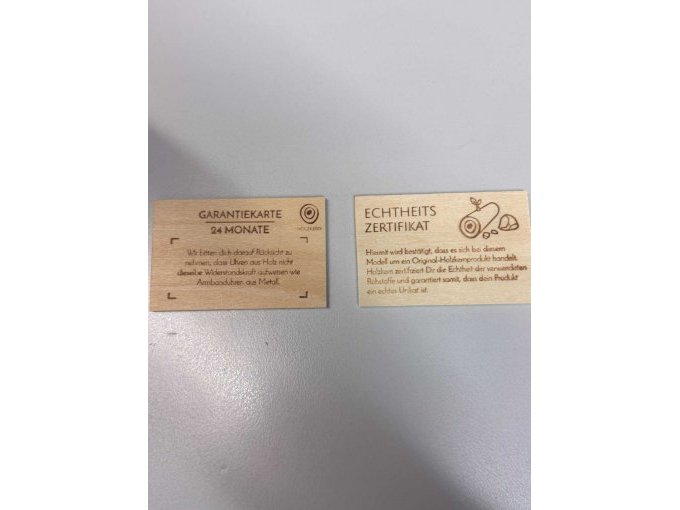 GARANTIEKARTE
24 MONATE
HOLZKERN
Wir bitten dich darauf Rücksicht zu
nehmen, dass Uhren aus Holz nicht
dieselbe Widerstandskraft aufweisen wie
Armbanduhren aus Metall.
ECHTHEITS
ZERTIFIKAT
Hiermit wird bestätigt, dass es sich bei diesem
Modell um ein Original-Holzkernprodukt handelt.
Holzkern zertifiziert Dir die Echtheit der verwendeten
Rohstoffe und garantiert somit, dass dein Produkt
ein echtes Unikat ist.